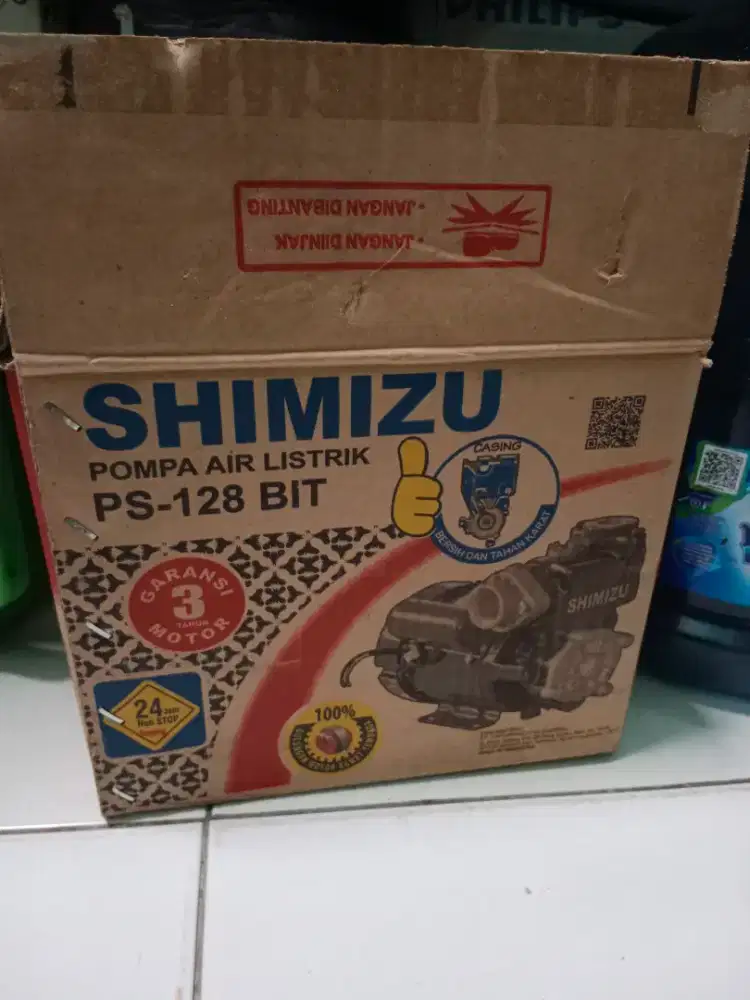 PHILIPS
• JANGAN DIINJAK
• JANGAN DIBANTING
SHIMIZU
POMPA AIR LISTRIK
PS-128 BIT
CASING
BERSIH DAN TAHAN KARAT
GARANSI
3
TAHUN
MOTOR
SHIMIZU
24 Jam
Non STOP
100%